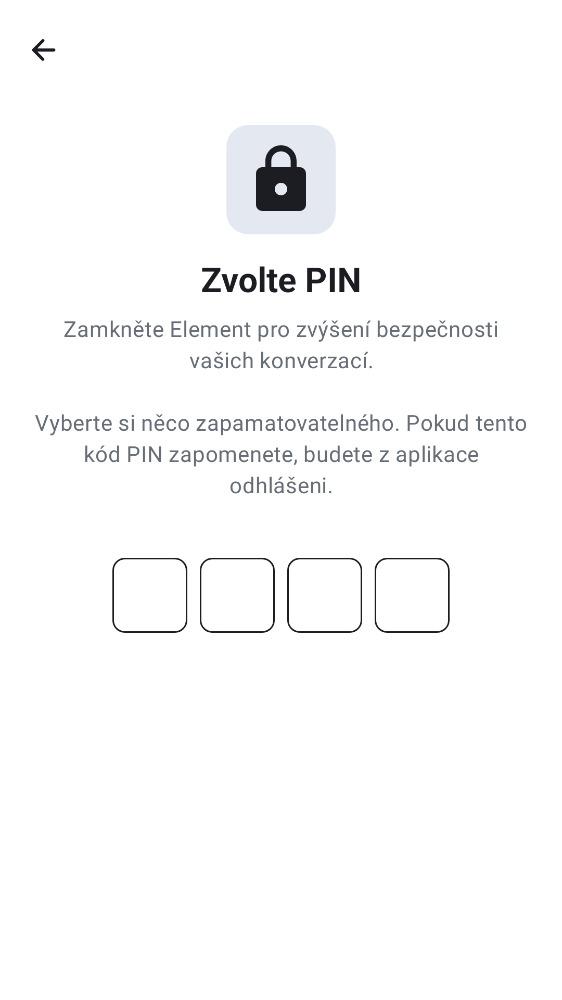 Zvolte PIN
Zamkněte Element pro zvýšení bezpečnosti
vašich konverzací.
Vyberte si něco zapamatovatelného. Pokud tento
kód PIN zapomenete, budete z aplikace
odhlášeni.